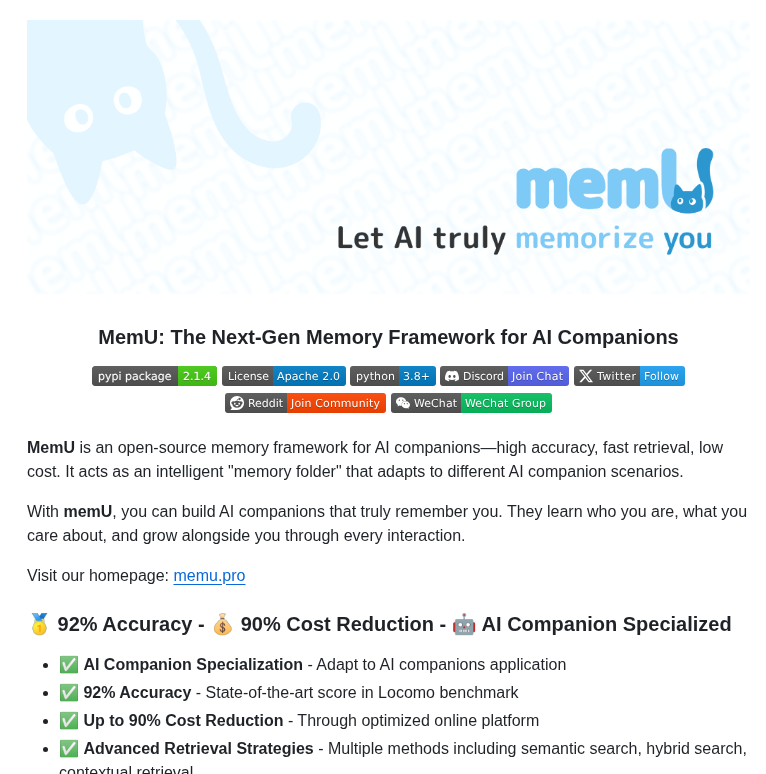 memU
Let AI truly memorize you
MemU: The Next-Gen Memory Framework for AI Companions
pypi package 2.1.4 License Apache 2.0 python 3.8+ Discord Join Chat Twitter Follow
Reddit Join Community WeChat WeChat Group
MemU is an open-source memory framework for AI companions—high accuracy, fast retrieval, low
cost. It acts as an intelligent "memory folder" that adapts to different AI companion scenarios.
With memU, you can build AI companions that truly remember you. They learn who you are, what you
care about, and grow alongside you through every interaction.
Visit our homepage: memu.pro
🥇 92% Accuracy - 💰 90% Cost Reduction - 🤖 AI Companion Specialized
• ✅ AI Companion Specialization - Adapt to AI companions application
• ✅ 92% Accuracy - State-of-the-art score in Locomo benchmark
• ✅ Up to 90% Cost Reduction - Through optimized online platform
• ✅ Advanced Retrieval Strategies - Multiple methods including semantic search, hybrid search,
contextual retrieval